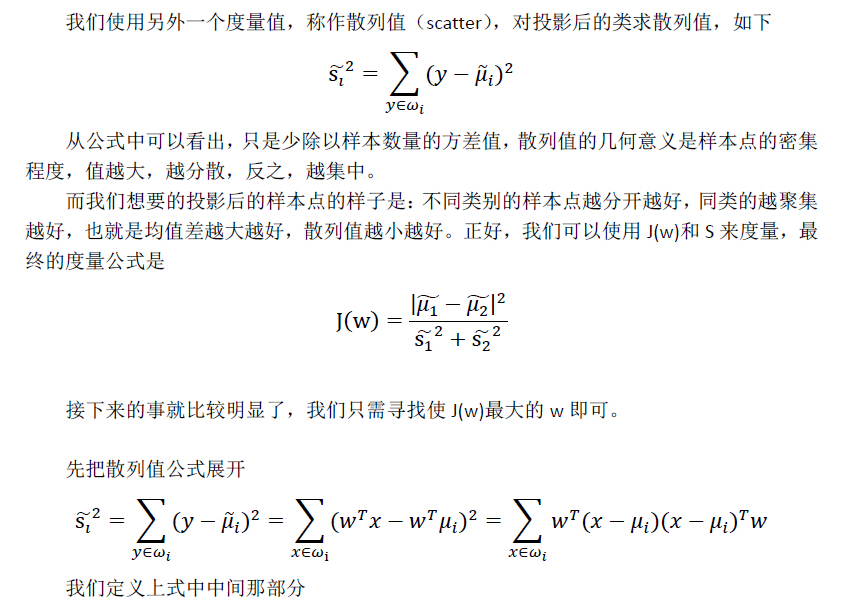 我们使用另外一个度量值，称作散列值（scatter），对投影后的类求散列值，如下
$\widetilde{s_i}^2 = \sum_{y \in \omega_i} (y - \tilde{\mu}_i)^2$
从公式中可以看出，只是少除以样本数量的方差值，散列值的几何意义是样本点的密集
程度，值越大，越分散，反之，越集中。
而我们想要的投影后的样本点的样子是：不同类别的样本点越分开越好，同类的越聚集
越好，也就是均值差越大越好，散列值越小越好。正好，我们可以使用 J(w)和 S 来度量，最
终的度量公式是
$J(w) = \frac{|\widetilde{\mu_1} - \widetilde{\mu_2}|^2}{\widetilde{s_1}^2 + \widetilde{s_2}^2}$
接下来的事就比较明显了，我们只需寻找使 J(w)最大的 w 即可。
先把散列值公式展开
$\widetilde{s_i}^2 = \sum_{y \in \omega_i} (y - \tilde{\mu}_i)^2 = \sum_{x \in \omega_i} (w^T x - w^T \mu_i)^2 = \sum_{x \in \omega_i} w^T (x - \mu_i)(x - \mu_i)^T w$
我们定义上式中中间那部分